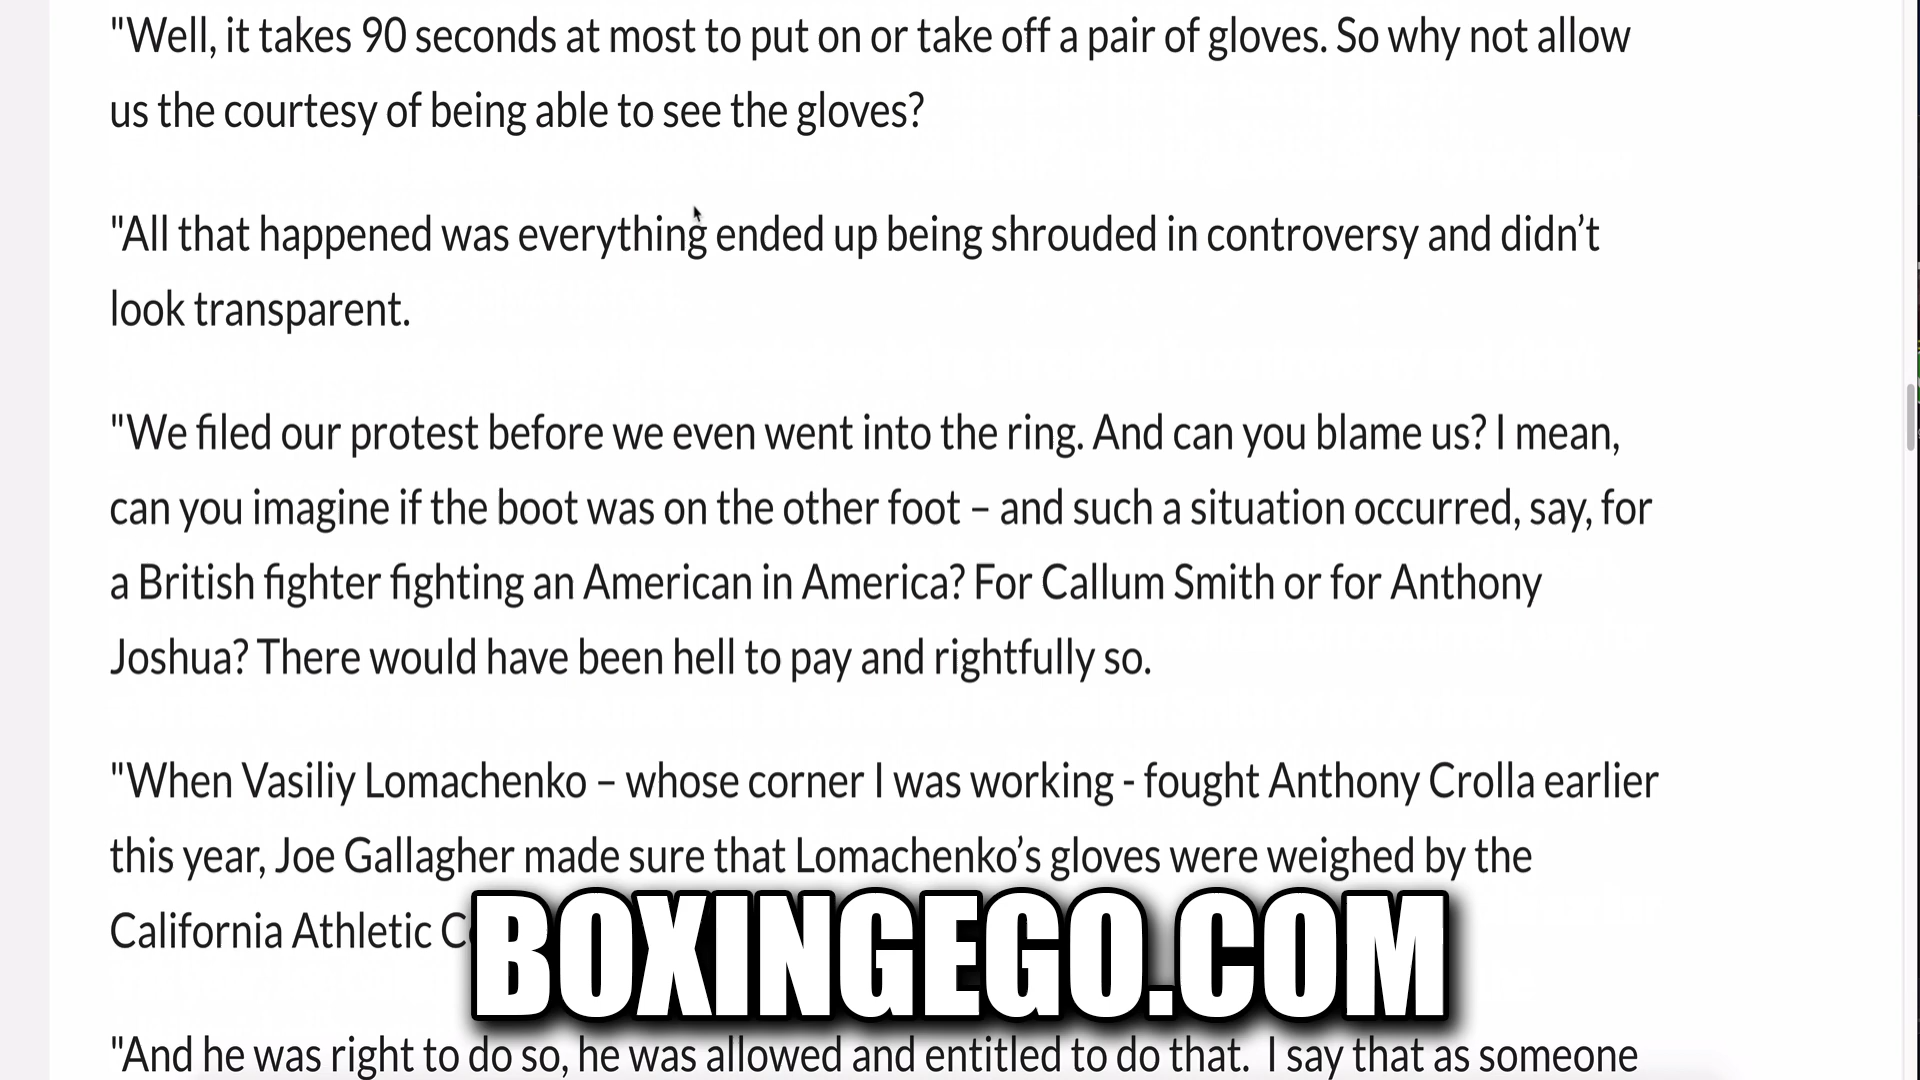 "Well, it takes 90 seconds at most to put on or take off a pair of gloves. So why not allow
us the courtesy of being able to see the gloves?
"All that happened was everything ended up being shrouded in controversy and didn’t
look transparent.
"We filed our protest before we even went into the ring. And can you blame us? I mean,
can you imagine if the boot was on the other foot – and such a situation occurred, say, for
a British fighter fighting an American in America? For Callum Smith or for Anthony
Joshua? There would have been hell to pay and rightfully so.
"When Vasiliy Lomachenko – whose corner I was working - fought Anthony Crolla earlier
this year, Joe Gallagher made sure that Lomachenko’s gloves were weighed by the
California Athletic
BOXINGEGO.COM
"And he was right to do so, he was allowed and entitled to do that. I say that as someone